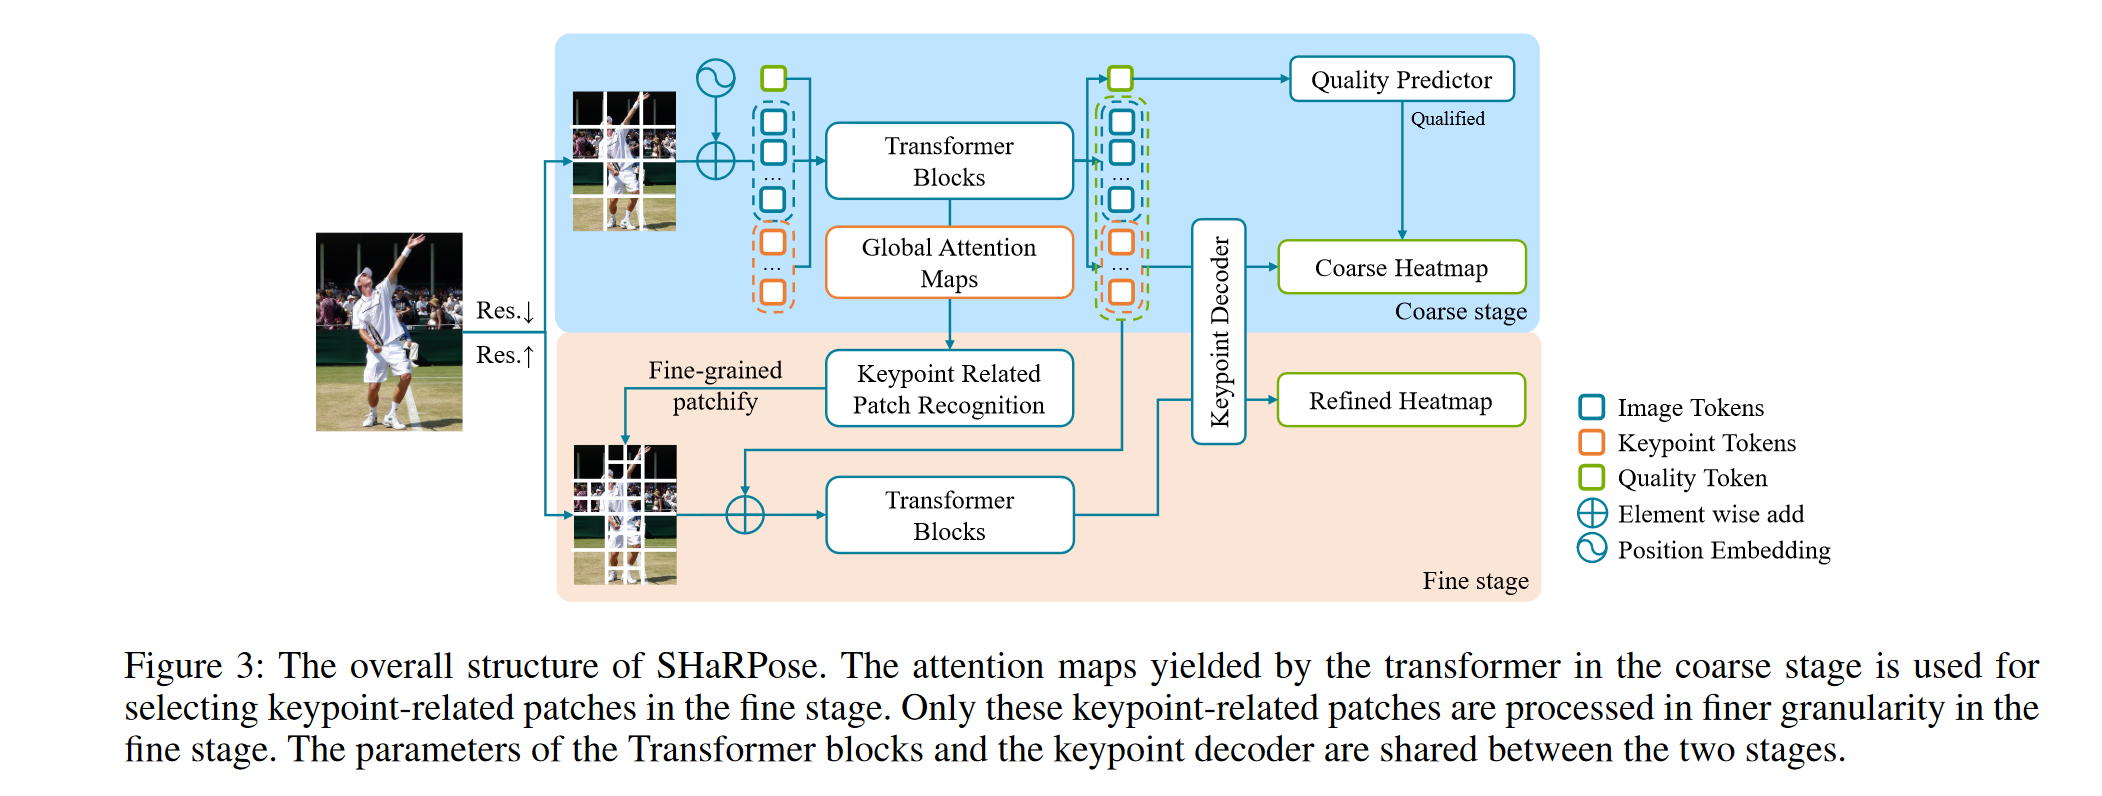 Quality Predictor
Qualified
Transformer
Blocks
Global Attention
Maps
Keypoint Decoder
Coarse Heatmap
Coarse stage
Res.↓
Res.↑
Fine-grained
patchify
Keypoint Related
Patch Recognition
Refined Heatmap
Transformer
Blocks
Fine stage
...
...
...
...
Image Tokens
Keypoint Tokens
Quality Token
Element wise add
Position Embedding
Figure 3: The overall structure of SHaRPose. The attention maps yielded by the transformer in the coarse stage is used for
selecting keypoint-related patches in the fine stage. Only these keypoint-related patches are processed in finer granularity in the
fine stage. The parameters of the Transformer blocks and the keypoint decoder are shared between the two stages.